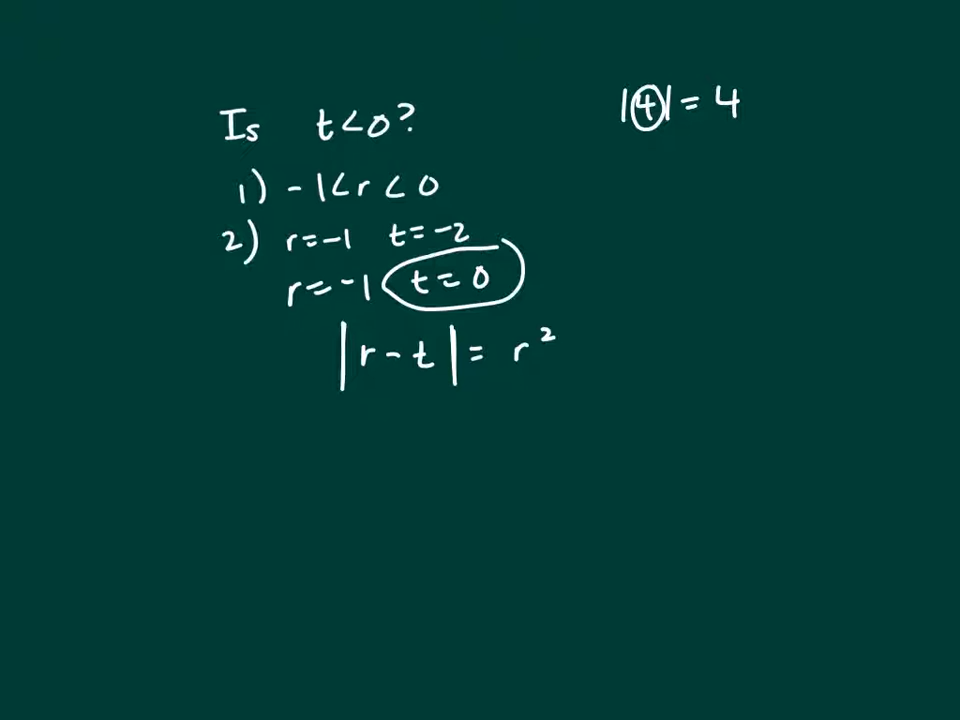 Is t<0?
|4| = 4
1) -1< r < 0
2) r=-1 t=-2
r=-1 t=0
|r-t| = r²